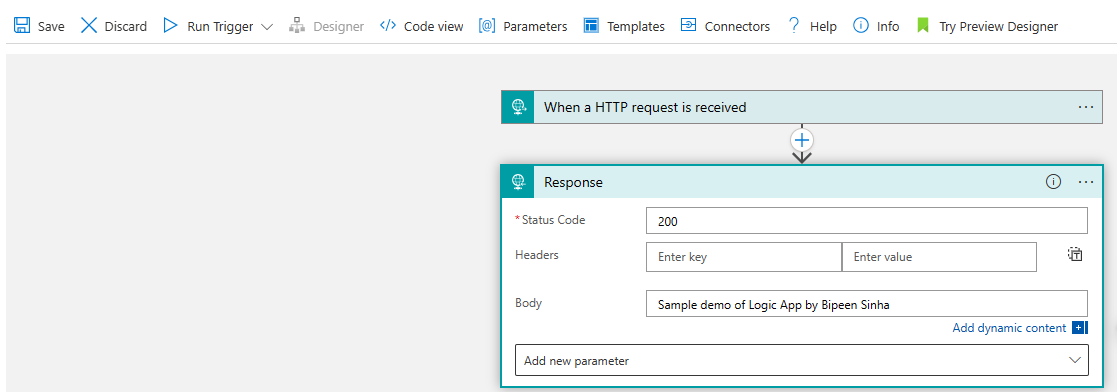 Save Discard Run Trigger Designer Code view Parameters Templates Connectors Help Info Try Preview Designer
When a HTTP request is received
Response
*Status Code 200
Headers Enter key Enter value
Body Sample demo of Logic App by Bipeen Sinha
Add dynamic content
Add new parameter